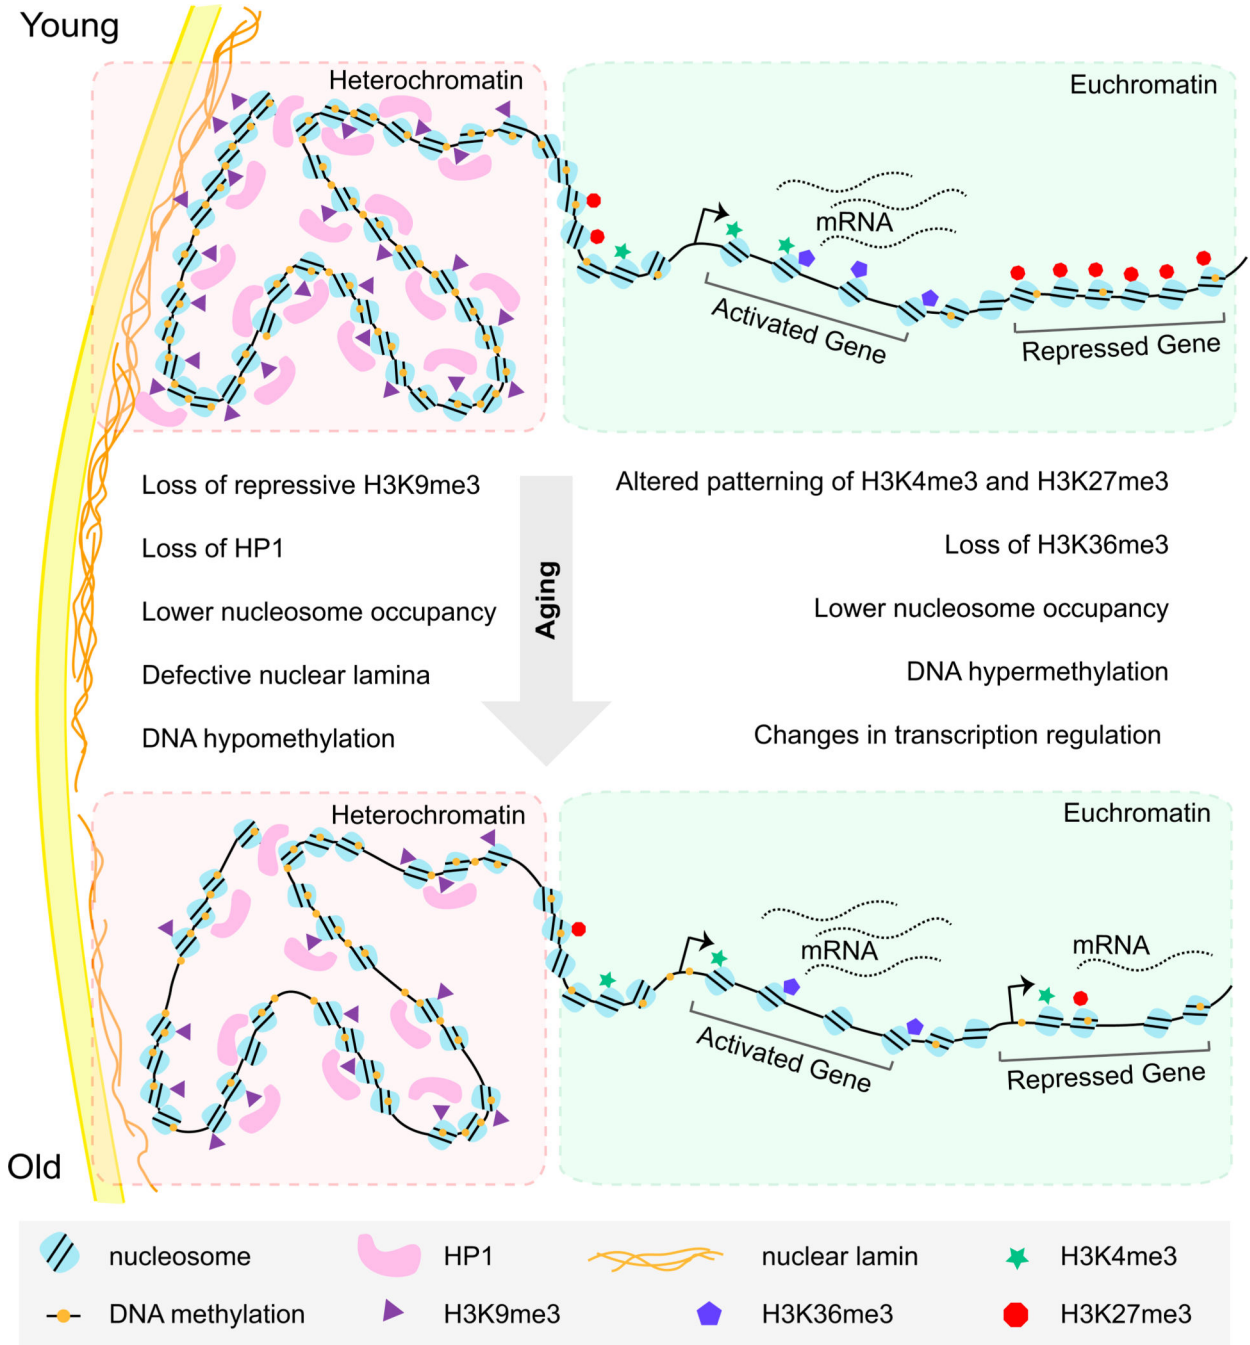 Young
Heterochromatin
Euchromatin
mRNA
Activated Gene
Repressed Gene
Loss of repressive H3K9me3
Loss of HP1
Lower nucleosome occupancy
Defective nuclear lamina
DNA hypomethylation
Aging
Altered patterning of H3K4me3 and H3K27me3
Loss of H3K36me3
Lower nucleosome occupancy
DNA hypermethylation
Changes in transcription regulation
Heterochromatin
Euchromatin
mRNA
mRNA
Activated Gene
Repressed Gene
Old
nucleosome
HP1
nuclear lamin
H3K4me3
DNA methylation
H3K9me3
H3K36me3
H3K27me3